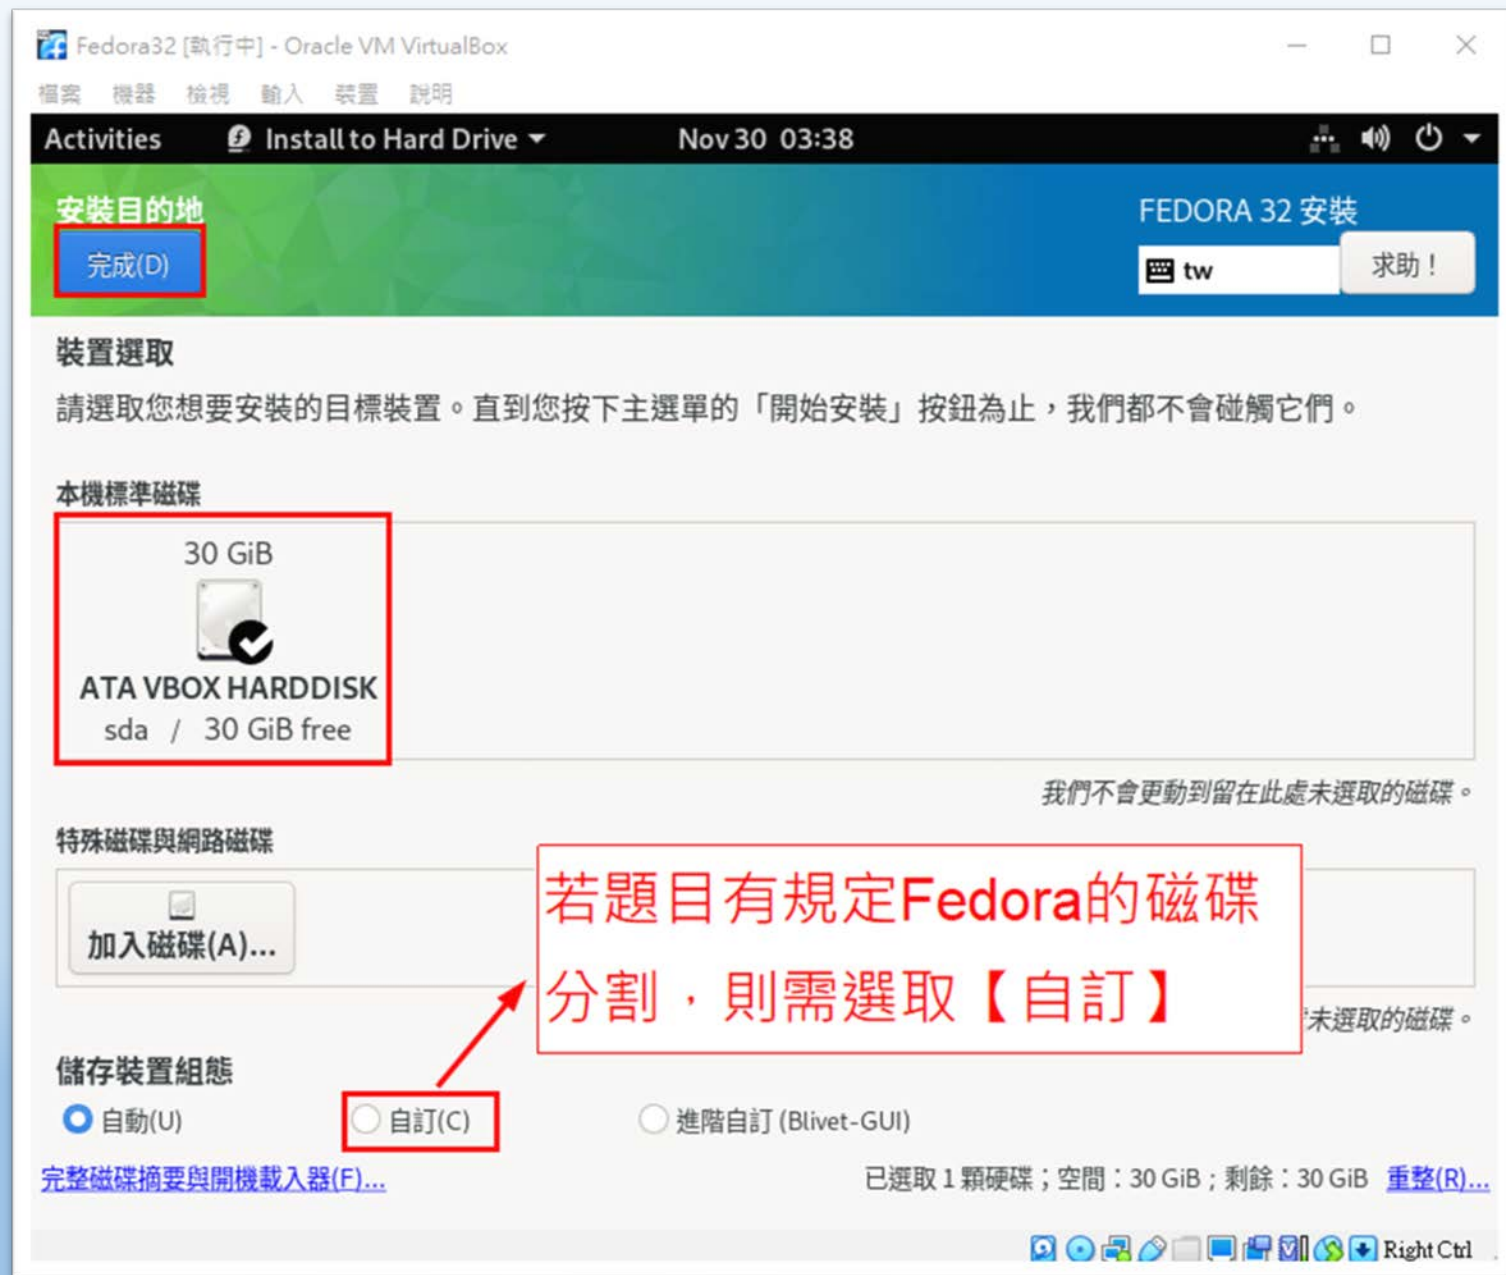 Fedora32 [執行中] - Oracle VM VirtualBox
檔案 機器 檢視 輸入 裝置 說明
Activities Install to Hard Drive Nov 30 03:38
安裝目的地 FEDORA 32 安裝
完成(D) tw 求助！
裝置選取
請選取您想要安裝的目標裝置。直到您按下主選單的「開始安裝」按鈕為止，我們都不會碰觸它們。
本機標準磁碟
30 GiB
ATA VBOX HARDDISK
sda / 30 GiB free
我們不會更動到留在此處未選取的磁碟。
特殊磁碟與網路磁碟
加入磁碟(A)...
若題目有規定Fedora的磁碟
分割，則需選取【自訂】
未選取的磁碟。
儲存裝置組態
自動(U) 自訂(C) 進階自訂 (Blivet-GUI)
完整磁碟摘要與開機載入器(F)... 已選取 1 顆硬碟；空間：30 GiB；剩餘：30 GiB 重整(R)...
Right Ctrl